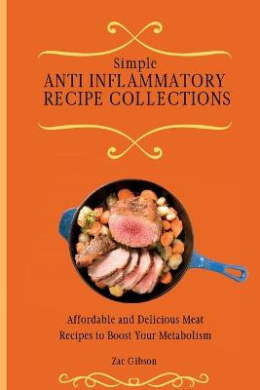 Simple
ANTI INFLAMMATORY
RECIPE COLLECTIONS
Affordable and Delicious Meat
Recipes to Boost Your Metabolism
Zac Gibson